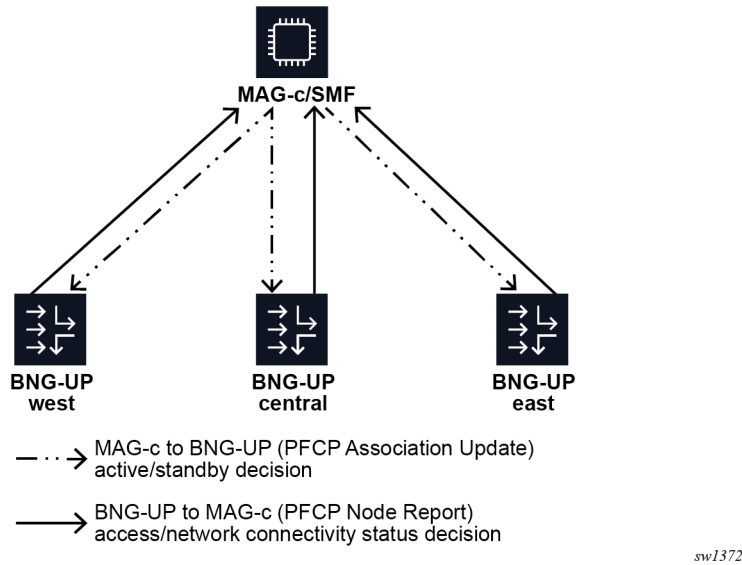 MAG-c/SMF
BNG-UP
west
BNG-UP
central
BNG-UP
east
MAG-c to BNG-UP (PFCP Association Update)
active/standby decision
BNG-UP to MAG-c (PFCP Node Report)
access/network connectivity status decision
sw1372